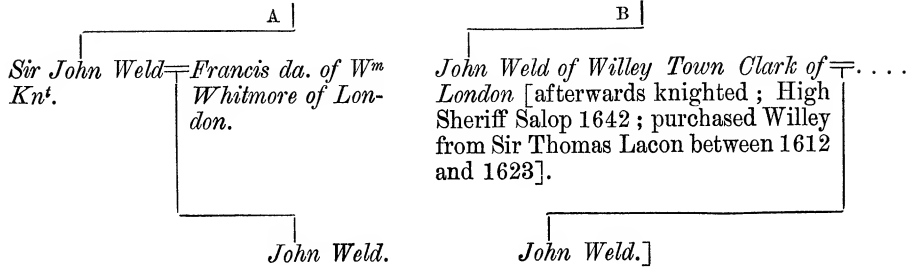 A
B
Sir John Weld=Francis da. of Wᵐ
Knᵗ.
Whitmore of Lon-
don.
John Weld of Willey Town Clark of=....
London [afterwards knighted ; High
Sheriff Salop 1642 ; purchased Willey
from Sir Thomas Lacon between 1612
and 1623].
John Weld.
John Weld.]